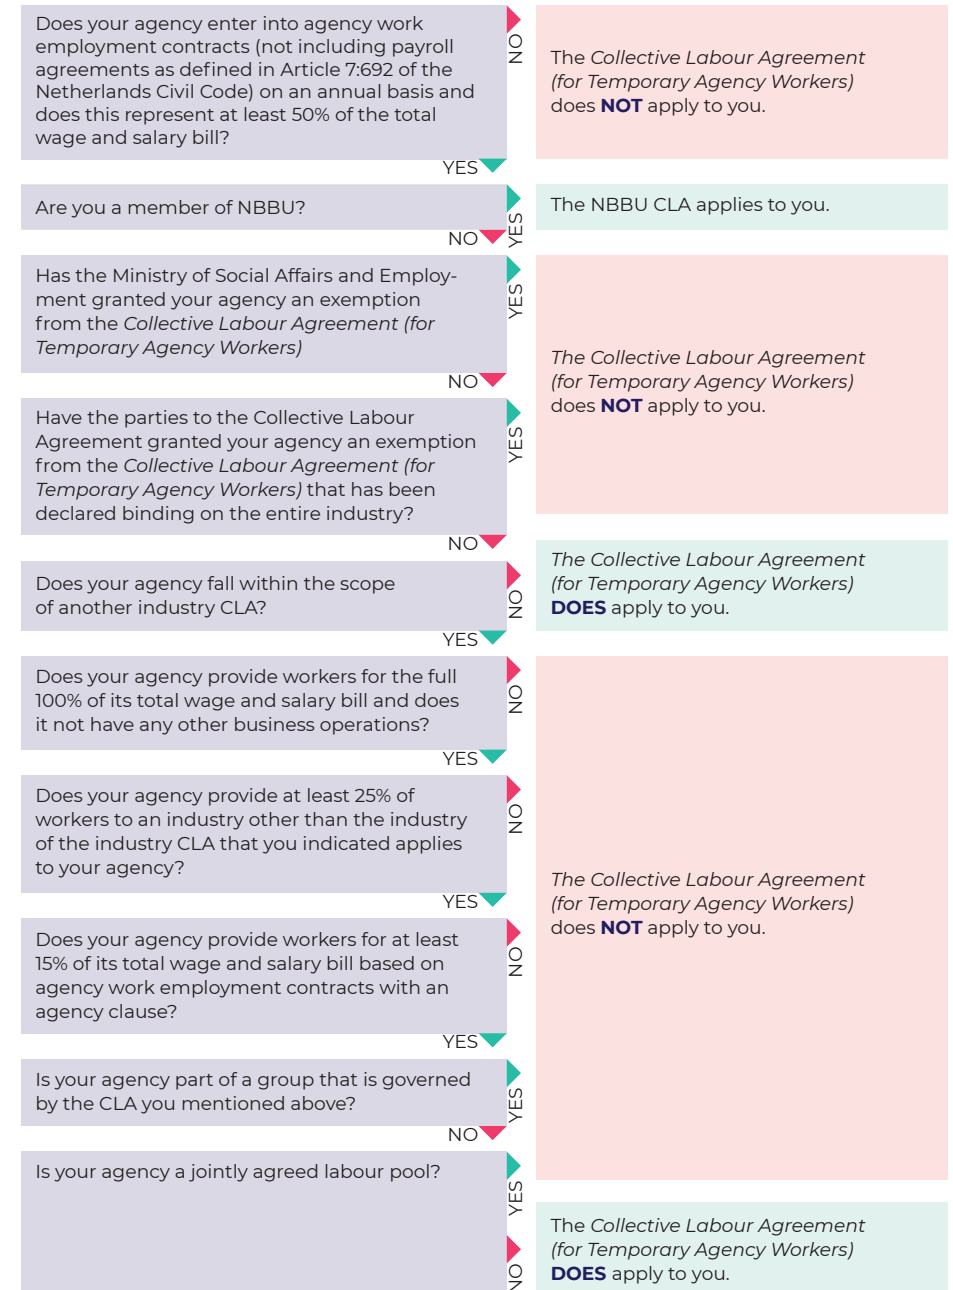 Does your agency enter into agency work
employment contracts (not including payroll
agreements as defined in Article 7:692 of the
Netherlands Civil Code) on an annual basis and
does this represent at least 50% of the total
wage and salary bill?
NO
The Collective Labour Agreement
(for Temporary Agency Workers)
does NOT apply to you.
YES
Are you a member of NBBU?
YES
The NBBU CLA applies to you.
NO
Has the Ministry of Social Affairs and Employ-
ment granted your agency an exemption
from the Collective Labour Agreement (for
Temporary Agency Workers)
YES
NO
The Collective Labour Agreement
(for Temporary Agency Workers)
does NOT apply to you.
Have the parties to the Collective Labour
Agreement granted your agency an exemption
from the Collective Labour Agreement (for
Temporary Agency Workers) that has been
declared binding on the entire industry?
YES
NO
Does your agency fall within the scope
of another industry CLA?
NO
The Collective Labour Agreement
(for Temporary Agency Workers)
DOES apply to you.
YES
Does your agency provide workers for the full
100% of its total wage and salary bill and does
it not have any other business operations?
NO
YES
Does your agency provide at least 25% of
workers to an industry other than the industry
of the industry CLA that you indicated applies
to your agency?
NO
YES
The Collective Labour Agreement
(for Temporary Agency Workers)
does NOT apply to you.
Does your agency provide workers for at least
15% of its total wage and salary bill based on
agency work employment contracts with an
agency clause?
NO
YES
Is your agency part of a group that is governed
by the CLA you mentioned above?
YES
NO
Is your agency a jointly agreed labour pool?
YES
NO
The Collective Labour Agreement
(for Temporary Agency Workers)
DOES apply to you.